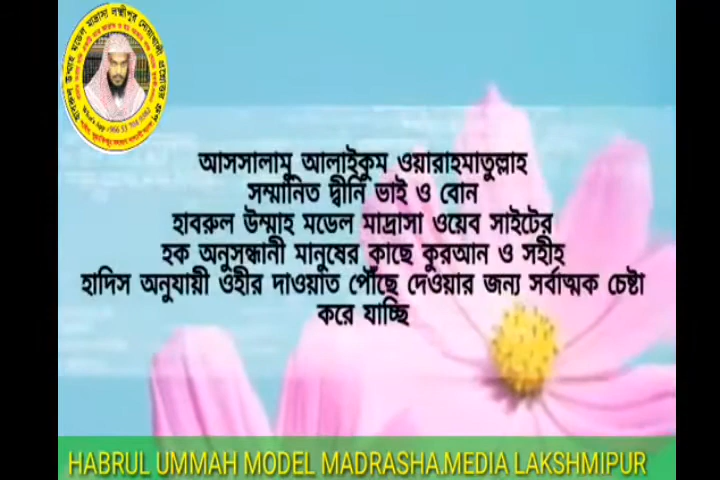 আসসালামু আলাইকুম ওয়ারাহমাতুল্লাহ
সম্মানিত দ্বীনি ভাই ও বোন
হাবরুল উম্মাহ মডেল মাদ্রাসা ওয়েব সাইটের
হক অনুসন্ধানী মানুষের কাছে কুরআন ও সহীহ
হাদিস অনুযায়ী ওহীর দাওয়াত পৌঁছে দেওয়ার জন্য সর্বাত্মক চেষ্টা
করে যাচ্ছি
HABRUL UMMAH MODEL MADRASHA.MEDIA LAKSHMIPUR